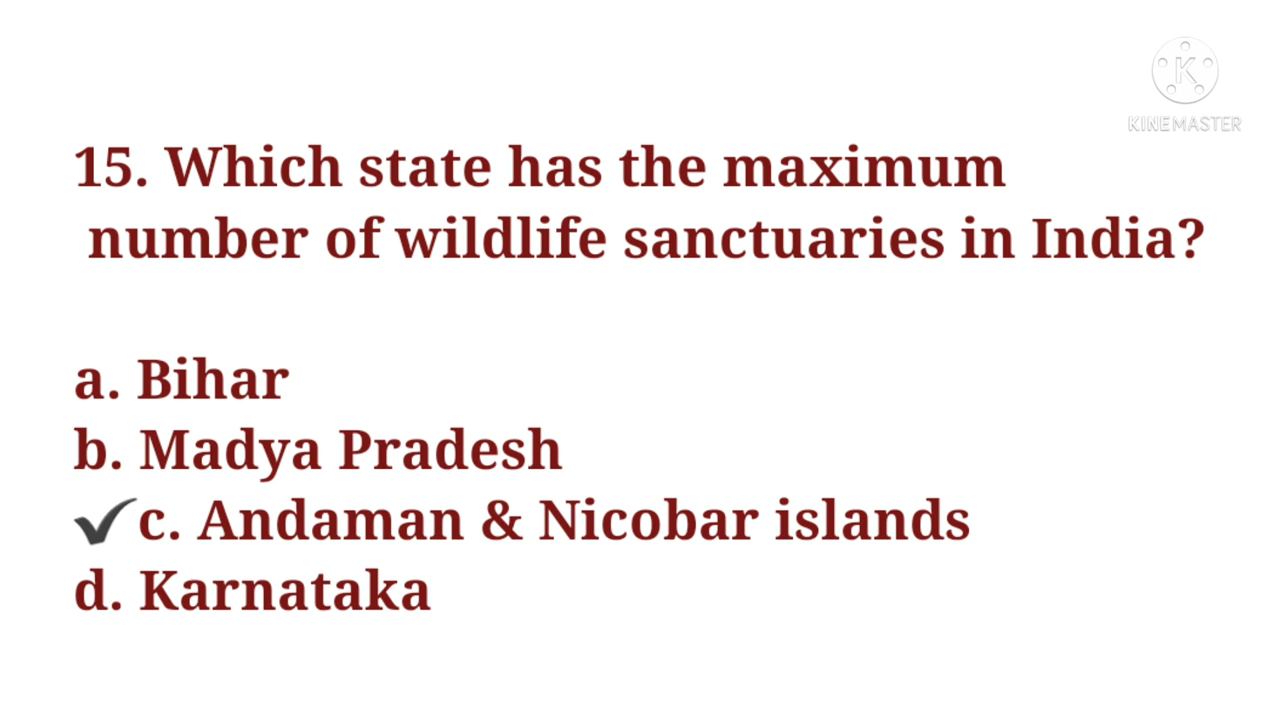 KINEMASTER
15. Which state has the maximum
number of wildlife sanctuaries in India?
a. Bihar
b. Madya Pradesh
✔c. Andaman & Nicobar islands
d. Karnataka